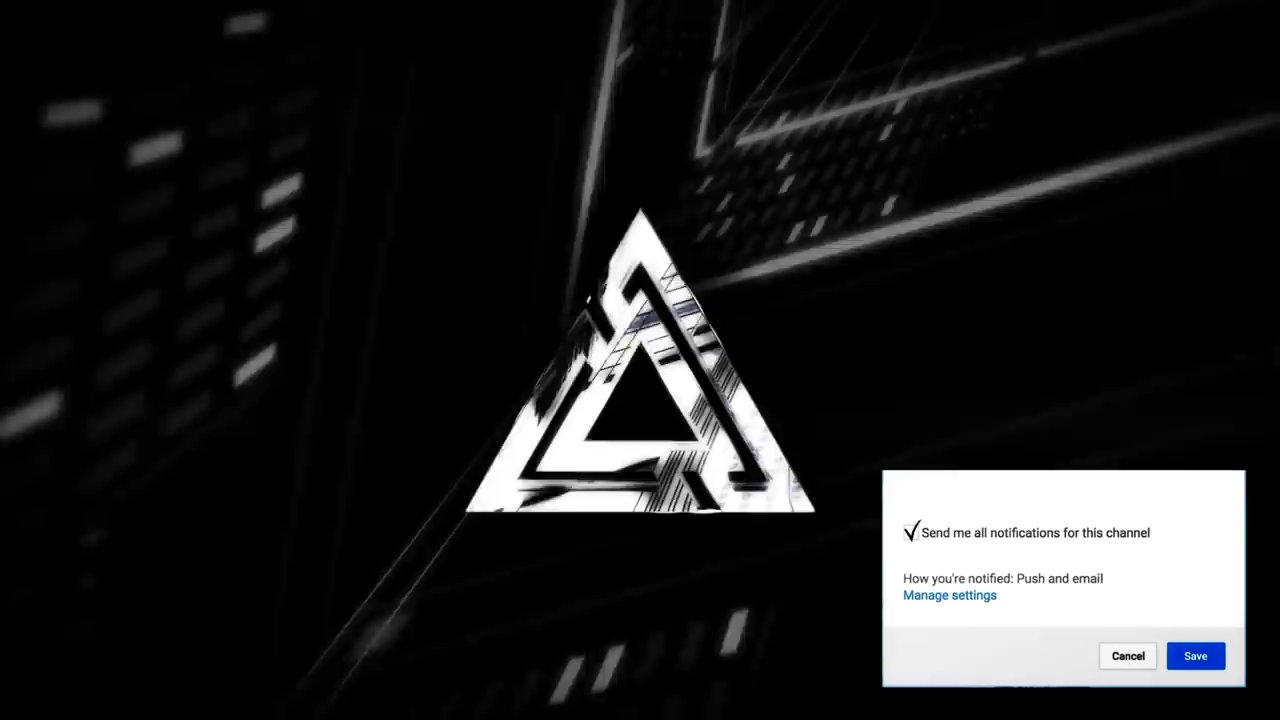 Send me all notifications for this channel
How you're notified: Push and email
Manage settings
Cancel
Save